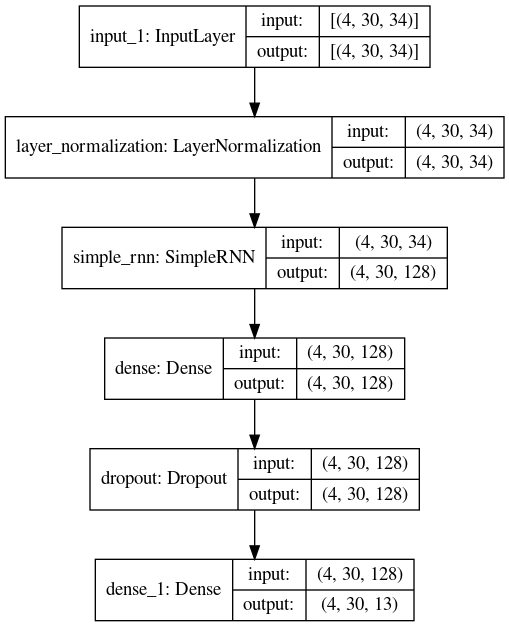 input_1: InputLayer
input: [(4, 30, 34)]
output: [(4, 30, 34)]
layer_normalization: LayerNormalization
input: (4, 30, 34)
output: (4, 30, 34)
simple_rnn: SimpleRNN
input: (4, 30, 34)
output: (4, 30, 128)
dense: Dense
input: (4, 30, 128)
output: (4, 30, 128)
dropout: Dropout
input: (4, 30, 128)
output: (4, 30, 128)
dense_1: Dense
input: (4, 30, 128)
output: (4, 30, 13)